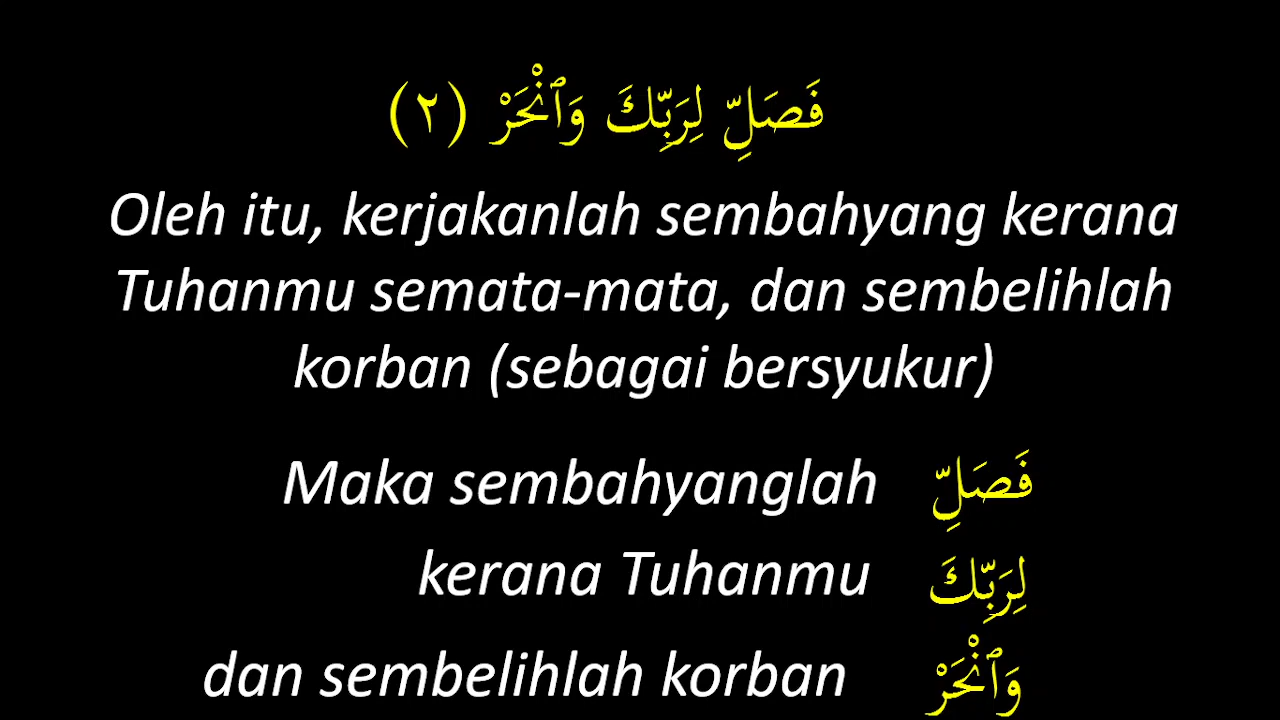 فَصَلِّ لِرَبِّكَ وَٱنْحَرْ (٢)
Oleh itu, kerjakanlah sembahyang kerana
Tuhanmu semata-mata, dan sembelihlah
korban (sebagai bersyukur)
Maka sembahyanglah فَصَلِّ
kerana Tuhanmu لِرَبِّكَ
dan sembelihlah korban وَٱنْحَرْ